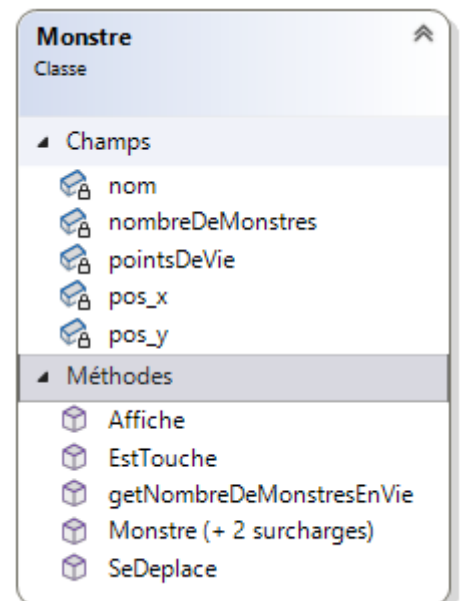 Monstre
Classe
Champs
nom
nombreDeMonstres
pointsDeVie
pos_x
pos_y
Méthodes
Affiche
EstTouche
getNombreDeMonstresEnVie
Monstre (+ 2 surcharges)
SeDeplace